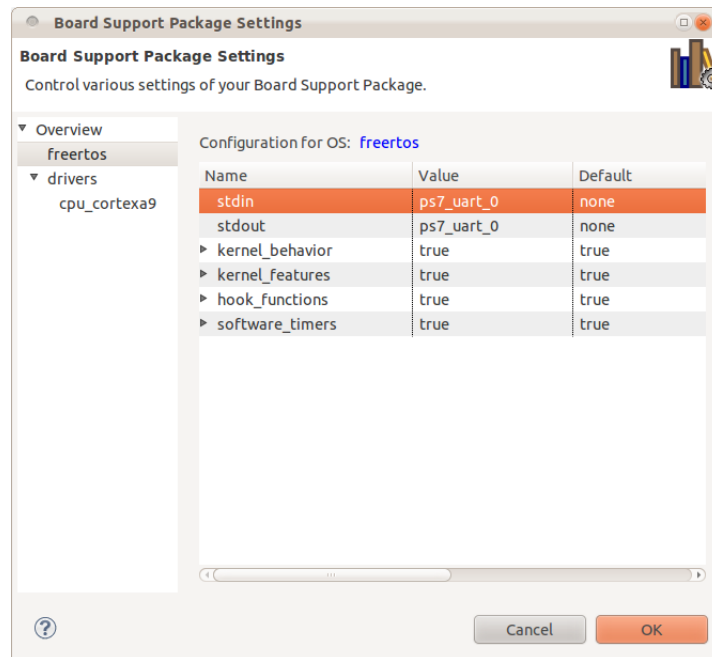 Board Support Package Settings
Board Support Package Settings
Control various settings of your Board Support Package.
Overview
freertos
drivers
cpu_cortexa9
Configuration for OS: freertos
Name Value Default
stdin ps7_uart_0 none
stdout ps7_uart_0 none
kernel_behavior true true
kernel_features true true
hook_functions true true
software_timers true true
Cancel OK